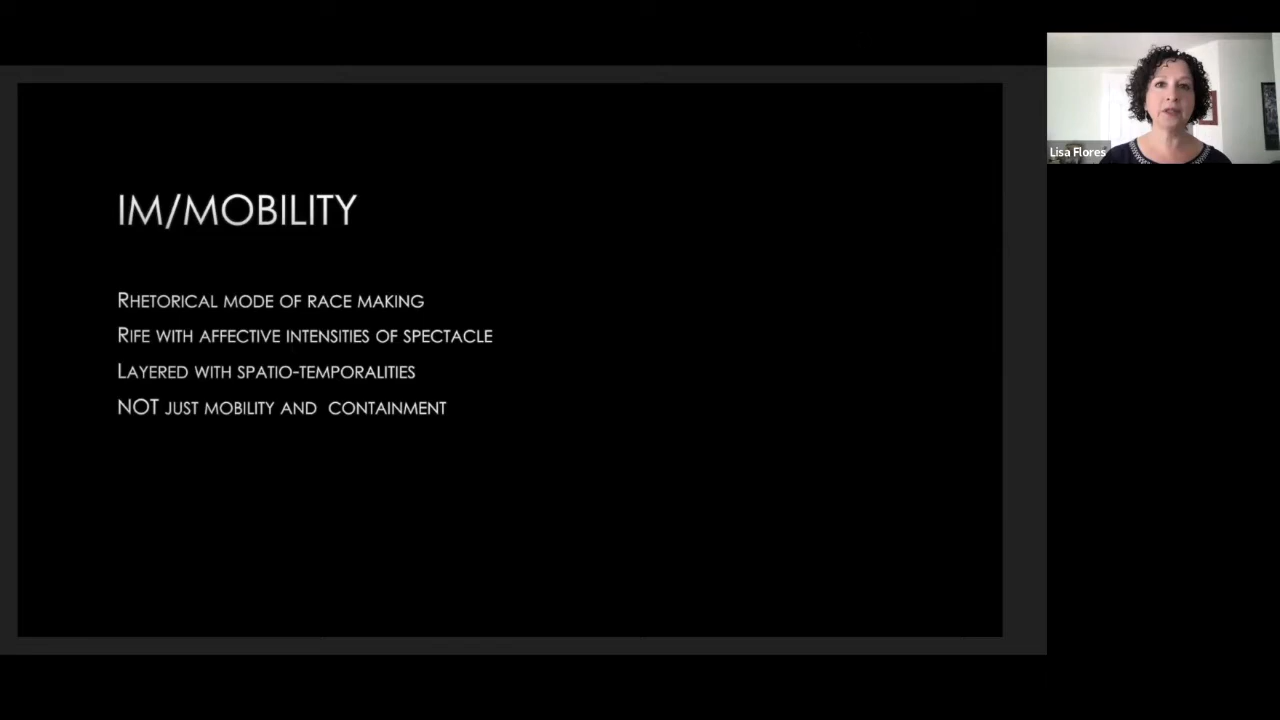 IM/MOBILITY
RHETORICAL MODE OF RACE MAKING
RIFE WITH AFFECTIVE INTENSITIES OF SPECTACLE
LAYERED WITH SPATIO-TEMPORALITIES
NOT JUST MOBILITY AND CONTAINMENT
Lisa Flores